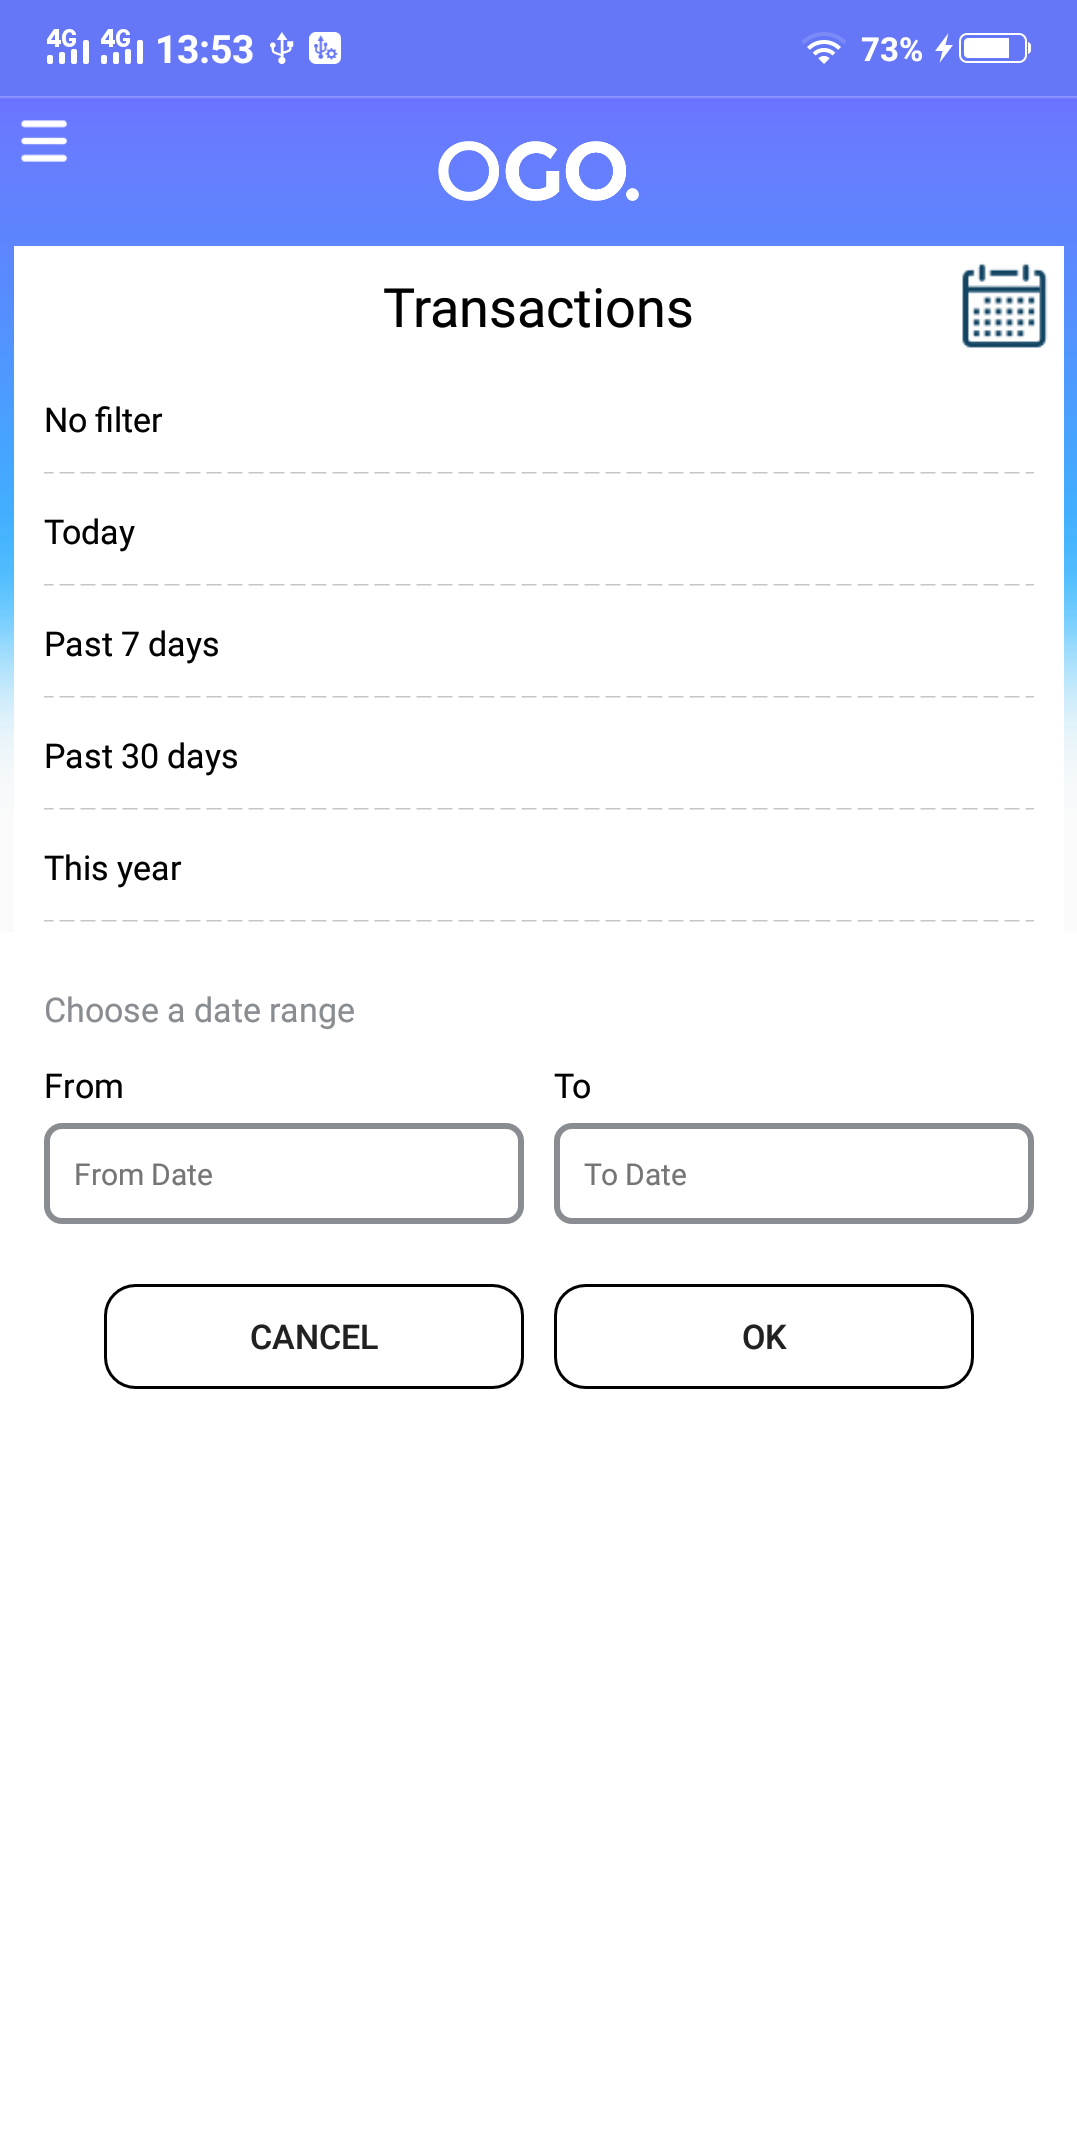 4G 4G 13:53 73%
OGO.
Transactions
No filter
Today
Past 7 days
Past 30 days
This year
Choose a date range
From To
From Date To Date
CANCEL OK